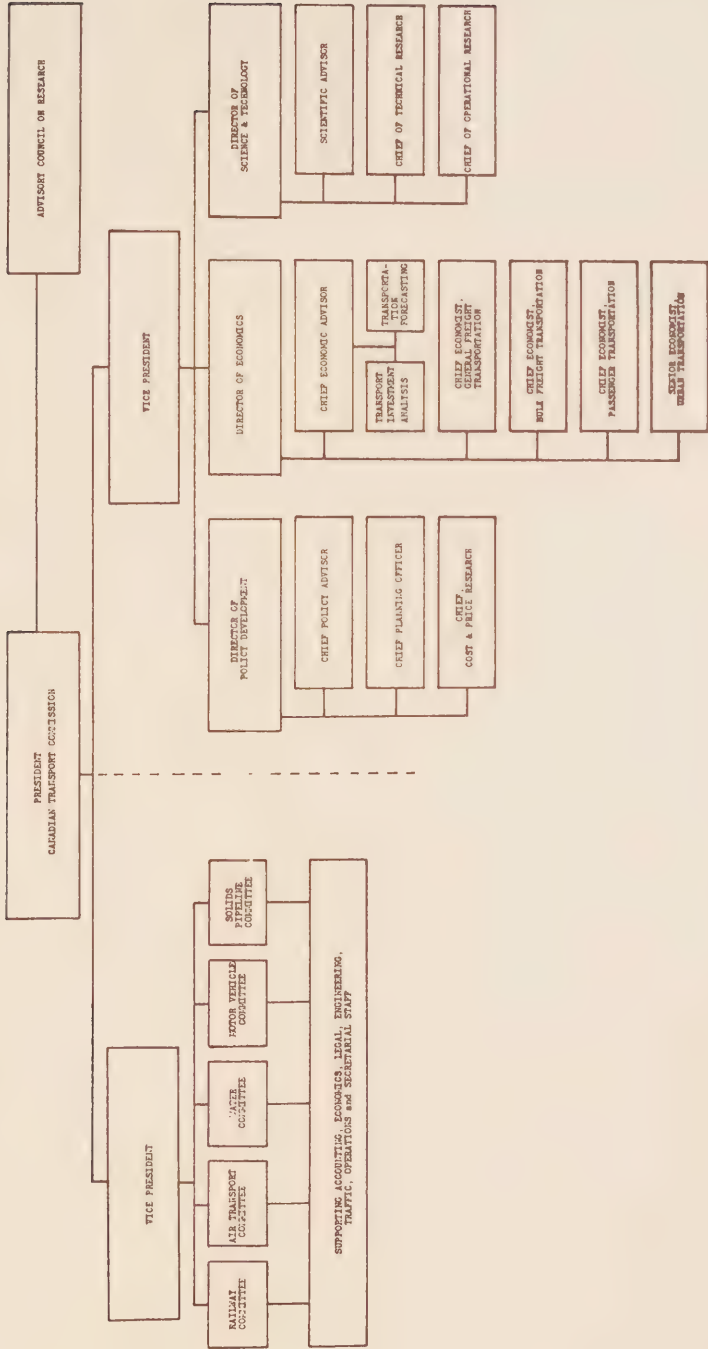 PRESIDENT
CANADIAN TRANSPORT COMMISSION
ADVISORY COUNCIL ON RESEARCH
VICE PRESIDENT
VICE PRESIDENT
RAILWAY
COMMITTEE
AIR TRANSPORT
COMMITTEE
WATER
COMMITTEE
MOTOR VEHICLE
COMMITTEE
SOLIDS
PIPELINE
COMMITTEE
SUPPORTING ACCOUNTING, ECONOMICS, LEGAL, ENGINEERING,
TRAFFIC, OPERATIONS and SECRETARIAL STAFF
DIRECTOR OF
POLICY DEVELOPMENT
CHIEF POLICY ADVISOR
CHIEF PLANNING OFFICER
CHIEF,
COST & PRICE RESEARCH
DIRECTOR OF ECONOMICS
CHIEF ECONOMIC ADVISOR
TRANSPORT
INVESTMENT
ANALYSIS
TRANSPORTA-
TION
FORECASTING
CHIEF ECONOMIST,
GENERAL FREIGHT
TRANSPORTATION
CHIEF ECONOMIST,
BULK FREIGHT TRANSPORTATION
CHIEF ECONOMIST,
PASSENGER TRANSPORTATION
SENIOR ECONOMIST,
URBAN TRANSPORTATION
DIRECTOR OF
SCIENCE & TECHNOLOGY
SCIENTIFIC ADVISOR
CHIEF OF TECHNICAL RESEARCH
CHIEF OF OPERATIONAL RESEARCH